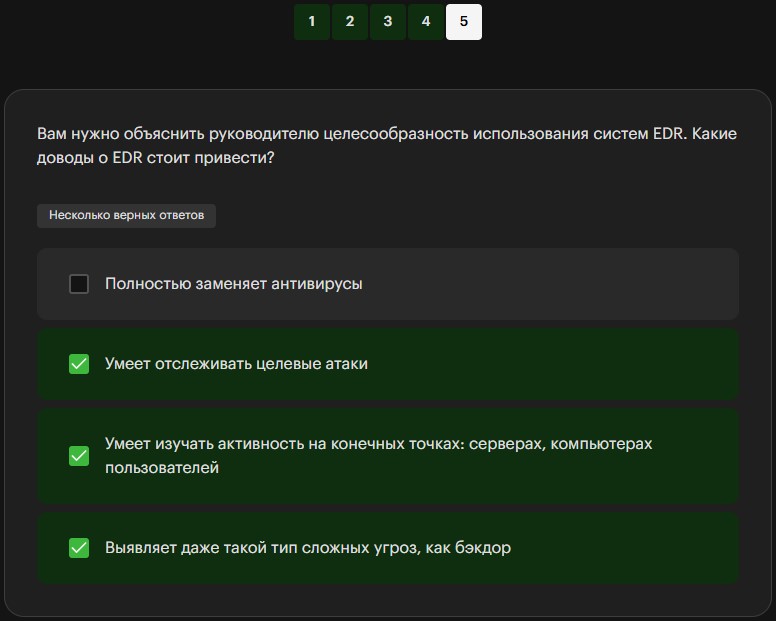 1 2 3 4 5
Вам нужно объяснить руководителю целесообразность использования систем EDR. Какие
доводы о EDR стоит привести?
Несколько верных ответов
Полностью заменяет антивирусы
Умеет отслеживать целевые атаки
Умеет изучать активность на конечных точках: серверах, компьютерах
пользователей
Выявляет даже такой тип сложных угроз, как бэкдор